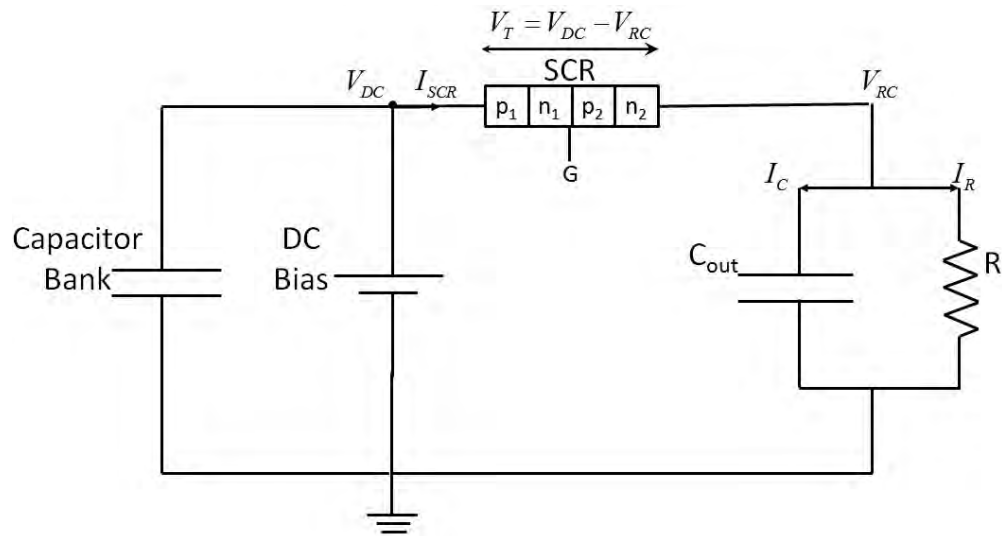 V_T = V_DC − V_RC
SCR
V_DC
I_SCR
V_RC
p₁ n₁ p₂ n₂
G
I_C
I_R
Capacitor
Bank
DC
Bias
C_out
R